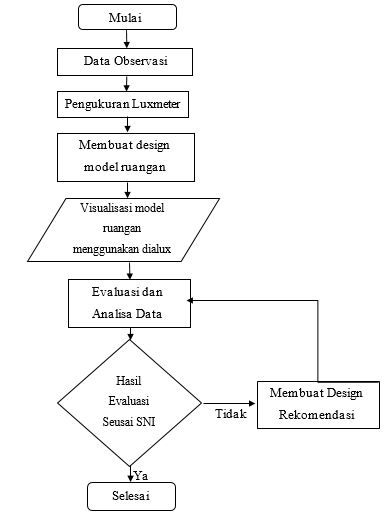 Mulai
Data Observasi
Pengukuran Luxmeter
Membuat design
model ruangan
Visualisasi model
ruangan
menggunakan dialux
Evaluasi dan
Analisa Data
Hasil
Evaluasi
Seusai SNI
Tidak
Membuat Design
Rekomendasi
Ya
Selesai